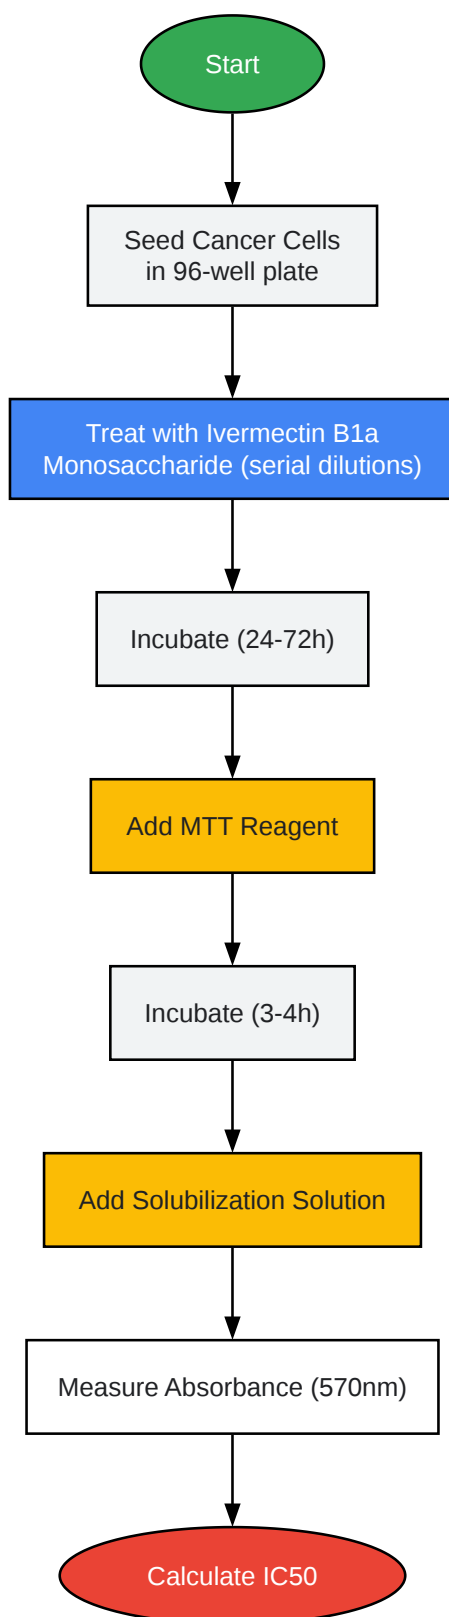 Start
Seed Cancer Cells
in 96-well plate
Treat with Ivermectin B1a
Monosaccharide (serial dilutions)
Incubate (24-72h)
Add MTT Reagent
Incubate (3-4h)
Add Solubilization Solution
Measure Absorbance (570nm)
Calculate IC50